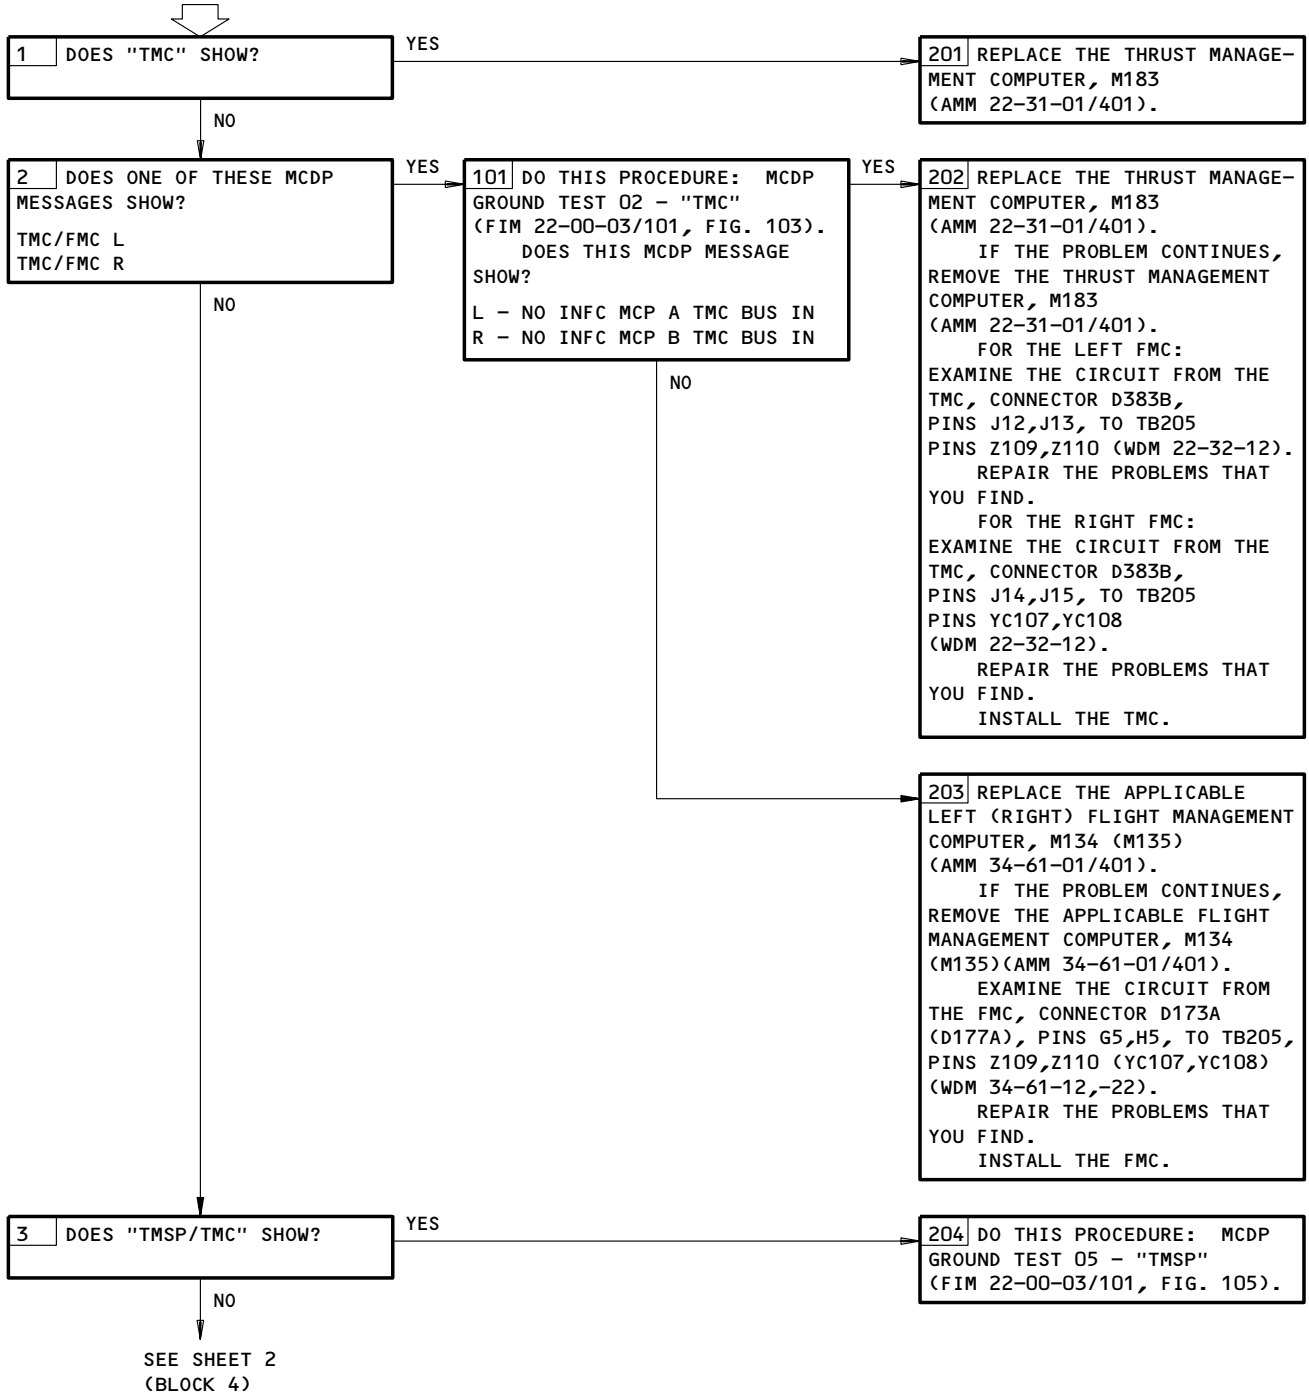 1 DOES "TMC" SHOW?
YES
NO
201 REPLACE THE THRUST MANAGE-
MENT COMPUTER, M183
(AMM 22-31-01/401).
2 DOES ONE OF THESE MCDP
MESSAGES SHOW?
TMC/FMC L
TMC/FMC R
YES
NO
101 DO THIS PROCEDURE: MCDP
GROUND TEST 02 - "TMC"
(FIM 22-00-03/101, FIG. 103).
DOES THIS MCDP MESSAGE
SHOW?
L - NO INFC MCP A TMC BUS IN
R - NO INFC MCP B TMC BUS IN
YES
NO
202 REPLACE THE THRUST MANAGE-
MENT COMPUTER, M183
(AMM 22-31-01/401).
IF THE PROBLEM CONTINUES,
REMOVE THE THRUST MANAGEMENT
COMPUTER, M183
(AMM 22-31-01/401).
FOR THE LEFT FMC:
EXAMINE THE CIRCUIT FROM THE
TMC, CONNECTOR D383B,
PINS J12,J13, TO TB205
PINS Z109,Z110 (WDM 22-32-12).
REPAIR THE PROBLEMS THAT
YOU FIND.
FOR THE RIGHT FMC:
EXAMINE THE CIRCUIT FROM THE
TMC, CONNECTOR D383B,
PINS J14,J15, TO TB205
PINS YC107,YC108
(WDM 22-32-12).
REPAIR THE PROBLEMS THAT
YOU FIND.
INSTALL THE TMC.
203 REPLACE THE APPLICABLE
LEFT (RIGHT) FLIGHT MANAGEMENT
COMPUTER, M134 (M135)
(AMM 34-61-01/401).
IF THE PROBLEM CONTINUES,
REMOVE THE APPLICABLE FLIGHT
MANAGEMENT COMPUTER, M134
(M135)(AMM 34-61-01/401).
EXAMINE THE CIRCUIT FROM
THE FMC, CONNECTOR D173A
(D177A), PINS G5,H5, TO TB205,
PINS Z109,Z110 (YC107,YC108)
(WDM 34-61-12,-22).
REPAIR THE PROBLEMS THAT
YOU FIND.
INSTALL THE FMC.
3 DOES "TMSP/TMC" SHOW?
YES
NO
204 DO THIS PROCEDURE: MCDP
GROUND TEST 05 - "TMSP"
(FIM 22-00-03/101, FIG. 105).
SEE SHEET 2
(BLOCK 4)